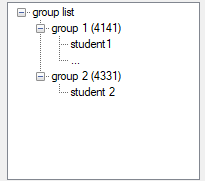 group list
group 1 (4141)
student1
...
group 2 (4331)
student 2